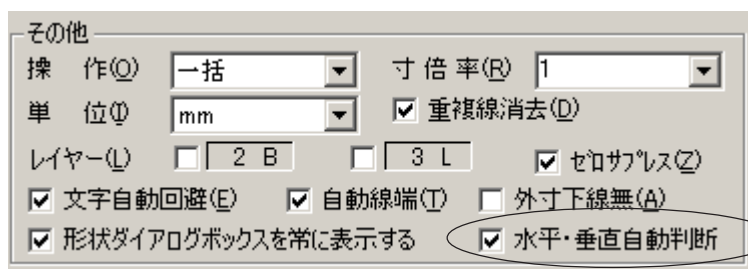 その他
操 作(O) 一括 寸 倍 率(R) 1
単 位(I) mm 重複線消去(D)
レイヤー(L) 2 B 3 L ｾﾞﾛｻﾌﾟﾚｽ(Z)
文字自動回避(E) 自動線端(T) 外寸下線無(A)
形状ダイアログボックスを常に表示する 水平・垂直自動判断